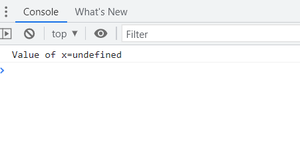 Console What's New
top Filter
Value of x=undefined